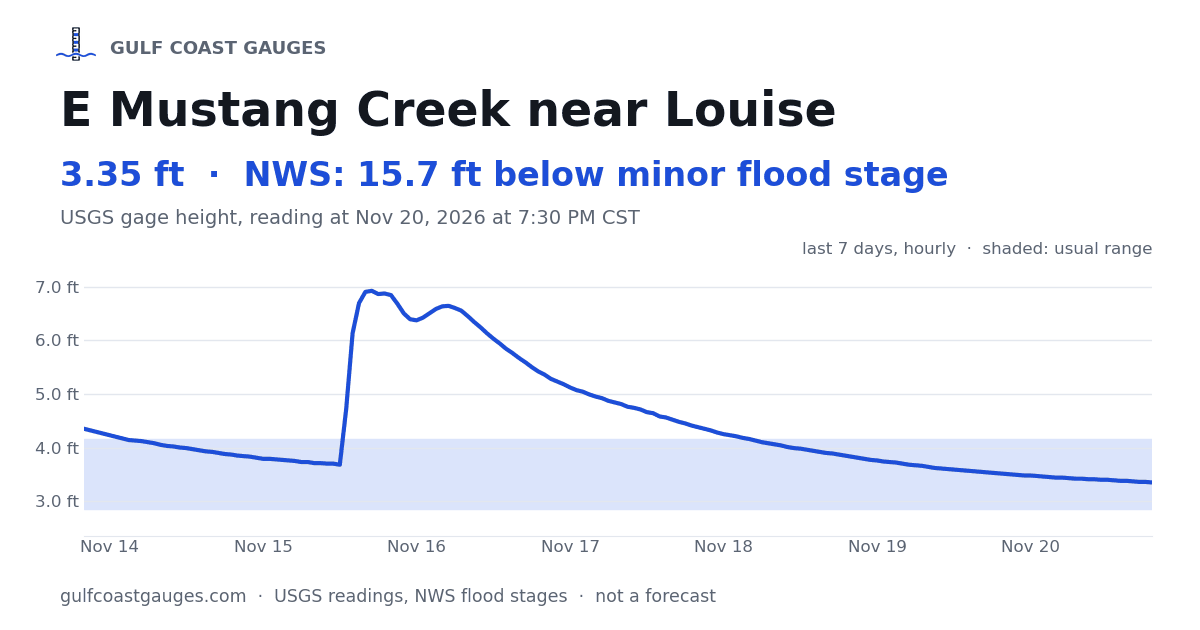 GULF COAST GAUGES
E Mustang Creek near Louise
3.35 ft · NWS: 15.7 ft below minor flood stage
USGS gage height, reading at Nov 20, 2026 at 7:30 PM CST
last 7 days, hourly · shaded: usual range
7.0 ft
6.0 ft
5.0 ft
4.0 ft
3.0 ft
Nov 14 Nov 15 Nov 16 Nov 17 Nov 18 Nov 19 Nov 20
gulfcoastgauges.com · USGS readings, NWS flood stages · not a forecast